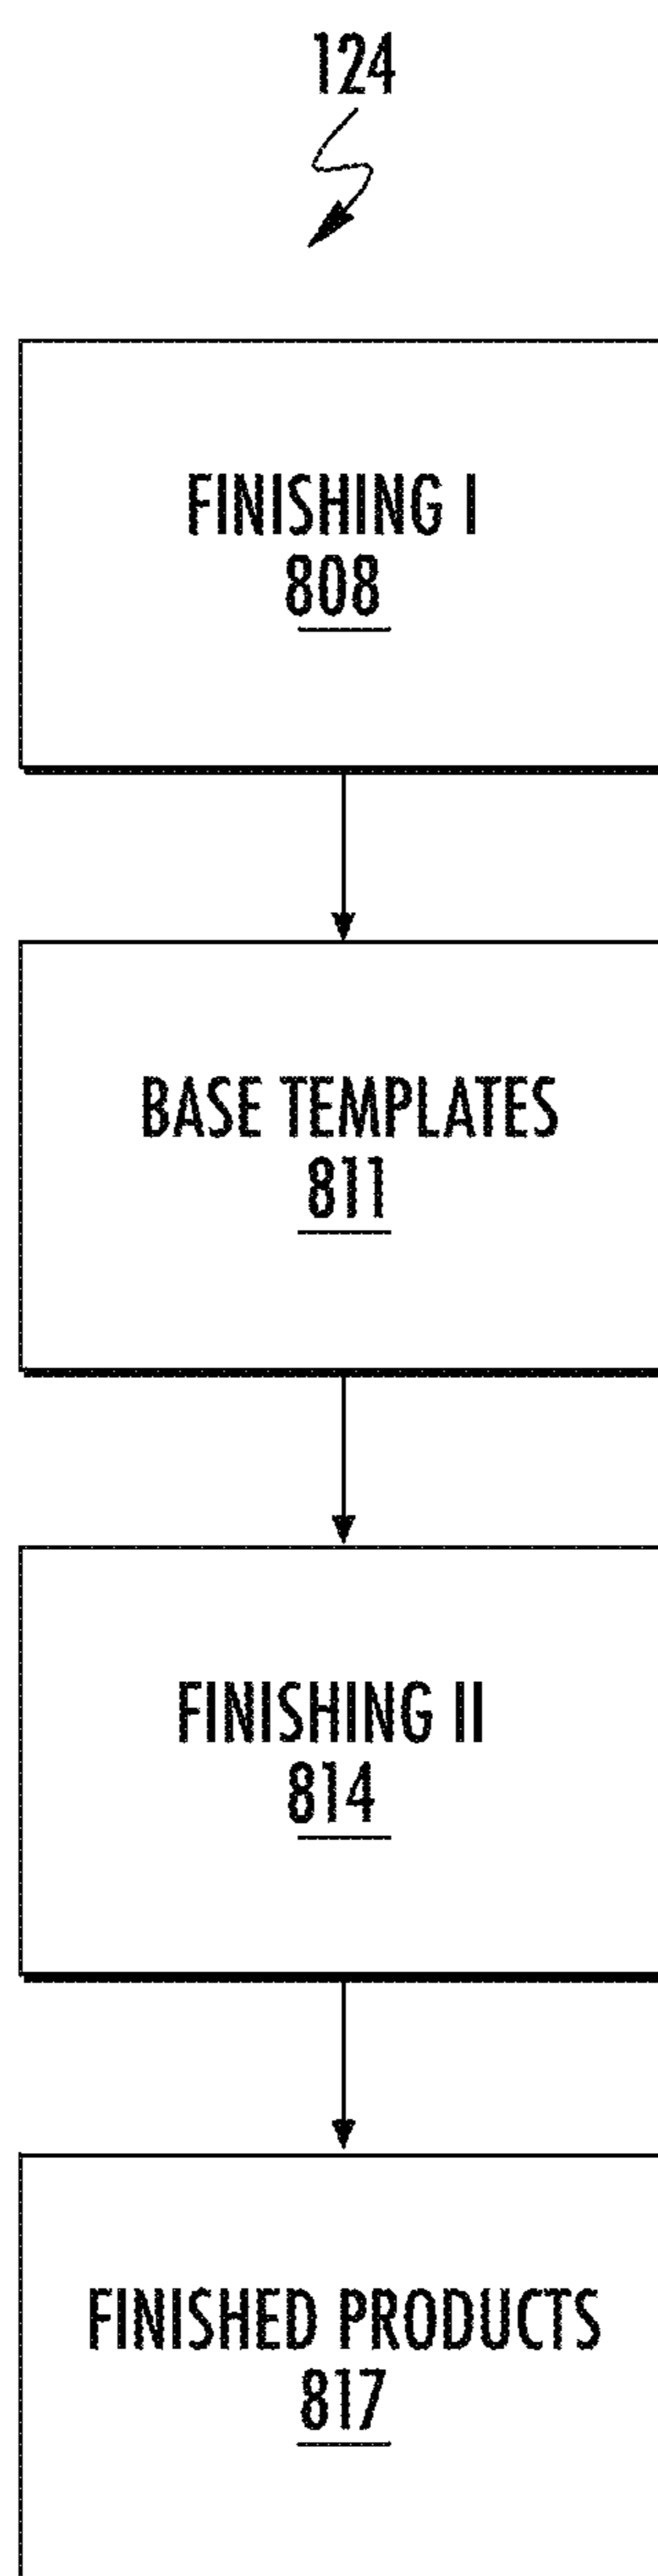 124
FINISHING I
808
BASE TEMPLATES
811
FINISHING II
814
FINISHED PRODUCTS
817